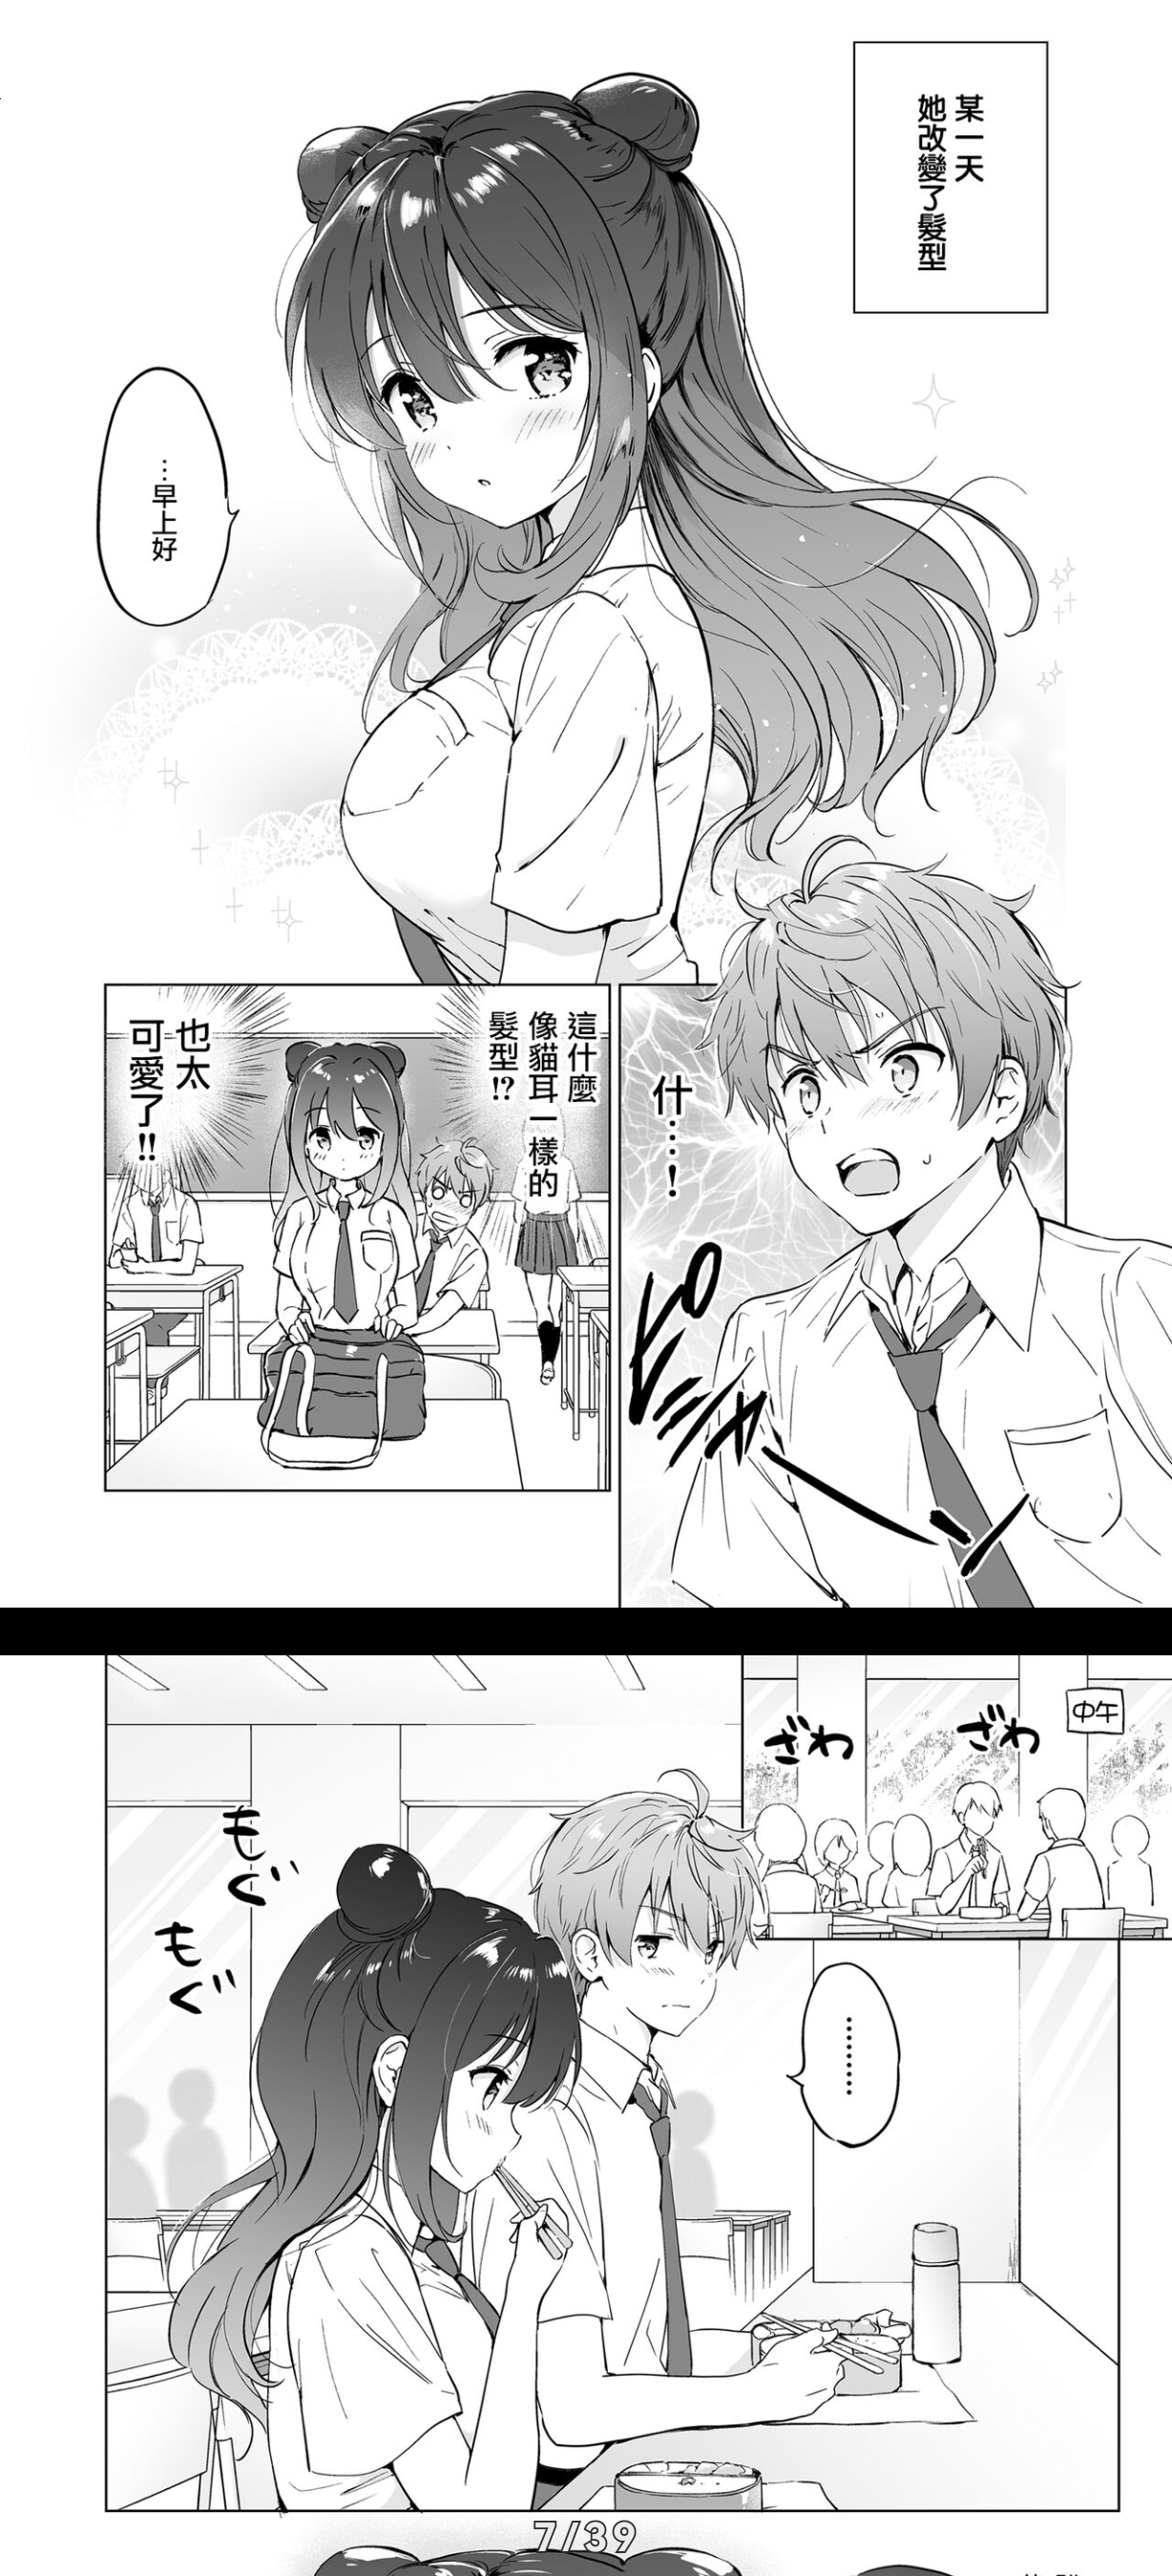 某一天
她改變了髮型
…早上好
什…！
ピシャーン
這什麼
像貓耳一樣的
髮型!?
也太
可愛了!!
中午
ざわ
ざわ
もぐ
もぐ
………
7/39